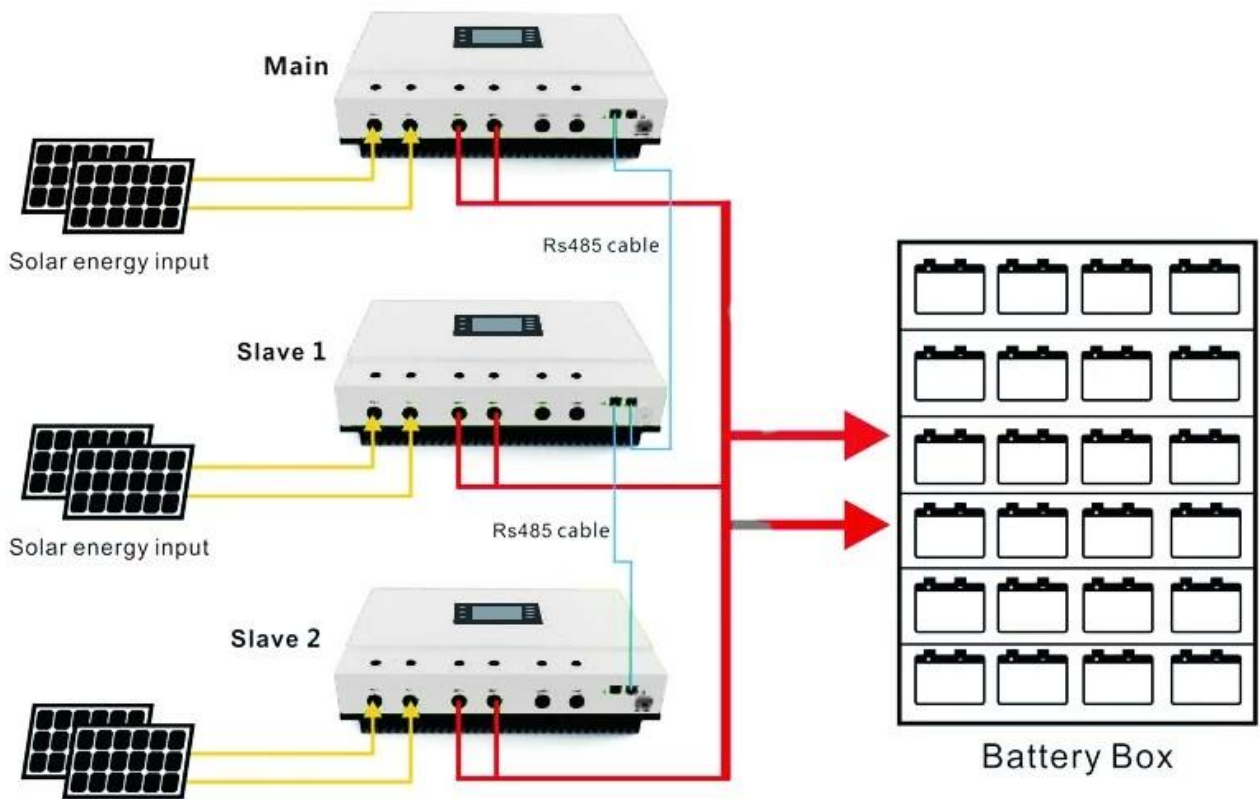 Main
Solar energy input
Rs485 cable
Slave 1
Solar energy input
Rs485 cable
Slave 2
Battery Box